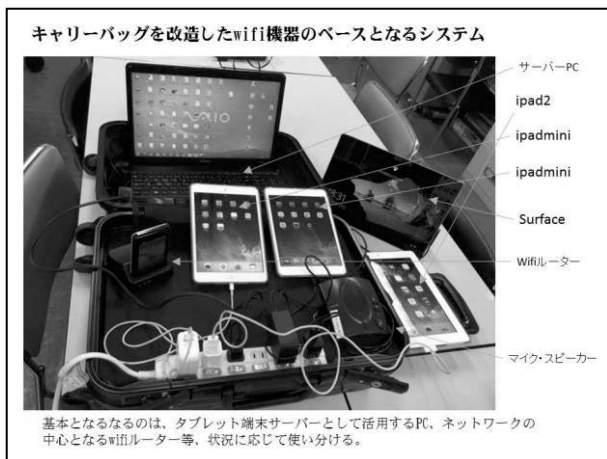 キャリーバッグを改造したwifi機器のベースとなるシステム
サーバーPC
ipad2
ipadmini
ipadmini
Surface
Wifiルーター
マイク・スピーカー
VAIO
基本となるなるのは、タブレット端末サーバーとして活用するPC、ネットワークの
中心となるwifiルーター等、状況に応じて使い分ける。